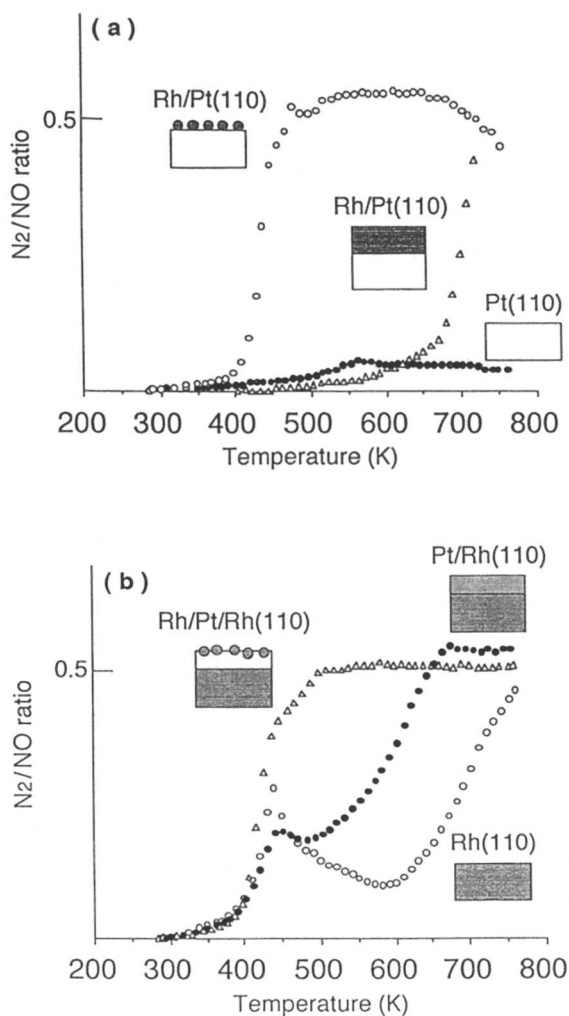 (a)
Rh/Pt(110)
0.5
Rh/Pt(110)
Pt(110)
N2/NO ratio
200 300 400 500 600 700 800
Temperature (K)
(b)
Pt/Rh(110)
Rh/Pt/Rh(110)
0.5
N2/NO ratio
Rh(110)
200 300 400 500 600 700 800
Temperature (K)